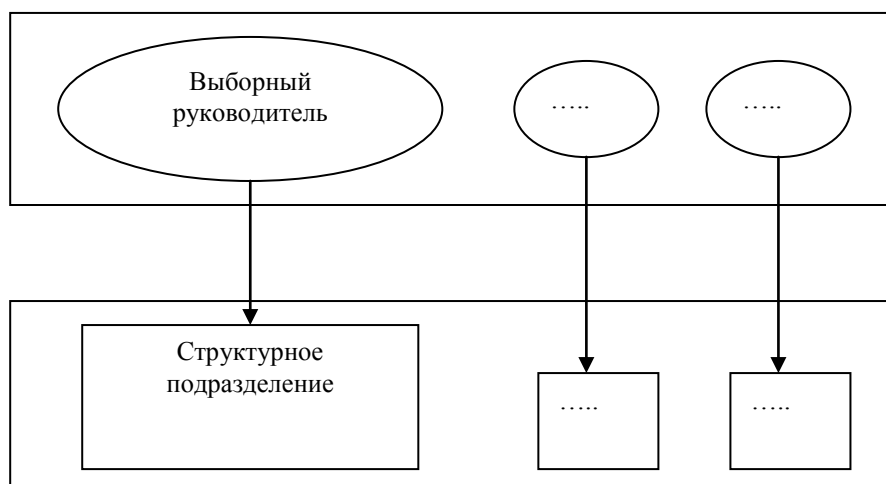 Выборный
руководитель
…..
…..
Структурное
подразделение
…..
…..